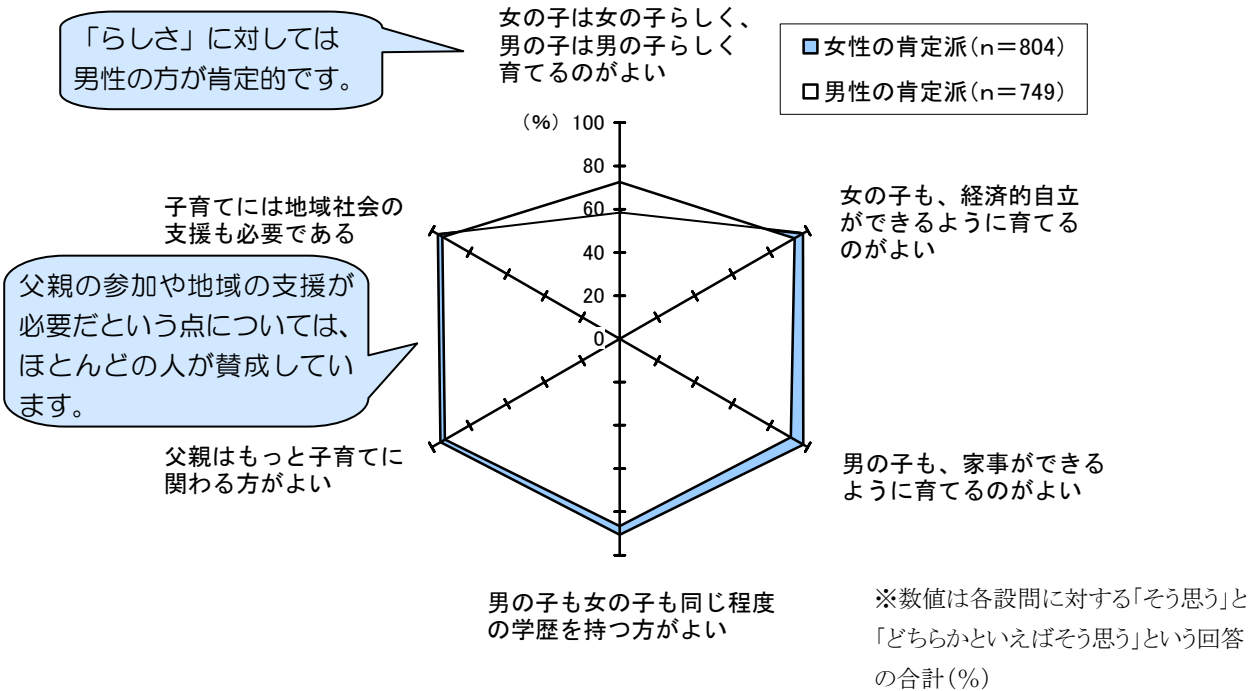 「らしさ」に対しては
男性の方が肯定的です。
女の子は女の子らしく、
男の子は男の子らしく
育てるのがよい
■女性の肯定派(n=804)
□男性の肯定派(n=749)
(%) 100
80
60
40
20
0
子育てには地域社会の
支援も必要である
女の子も、経済的自立
ができるように育てる
のがよい
父親の参加や地域の支援が
必要だという点については、
ほとんどの人が賛成してい
ます。
父親はもっと子育てに
関わる方がよい
男の子も、家事ができる
ように育てるのがよい
男の子も女の子も同じ程度
の学歴を持つ方がよい
※数値は各設問に対する「そう思う」と
「どちらかといえばそう思う」という回答
の合計(%)